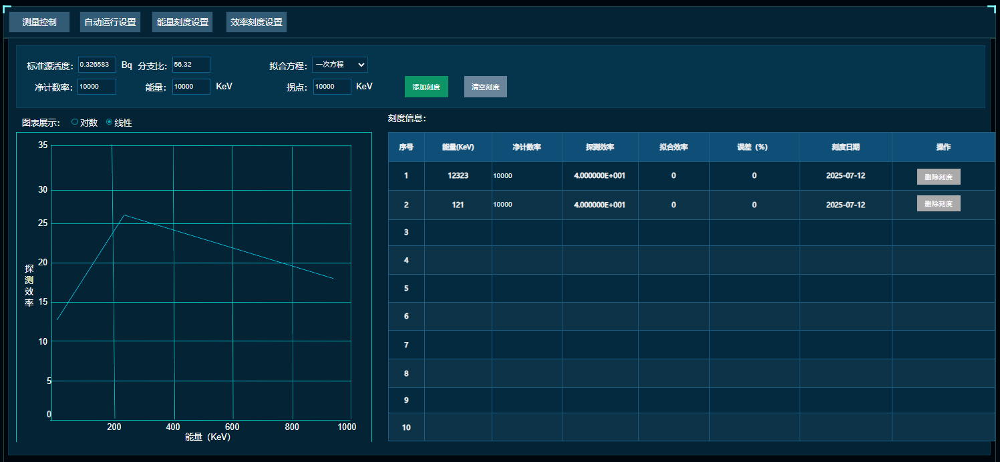 测量控制 自动运行设置 能量刻度设置 效率刻度设置
标准源活度: 0.326583 Bq 分支比: 56.32 拟合方程: 一次方程
净计数率: 10000 能量: 10000 KeV 拐点: 10000 KeV 添加刻度 清空刻度
图表展示: 对数 线性
刻度信息:
35
30
25
20
15
10
5
0
探测效率
200 400 600 800 1000
能量（KeV）
序号 能量(KeV) 净计数率 探测效率 拟合效率 误差（%） 刻度日期 操作
1 12323 10000 4.000000E+001 0 0 2025-07-12 删除刻度
2 121 10000 4.000000E+001 0 0 2025-07-12 删除刻度
3
4
5
6
7
8
9
10